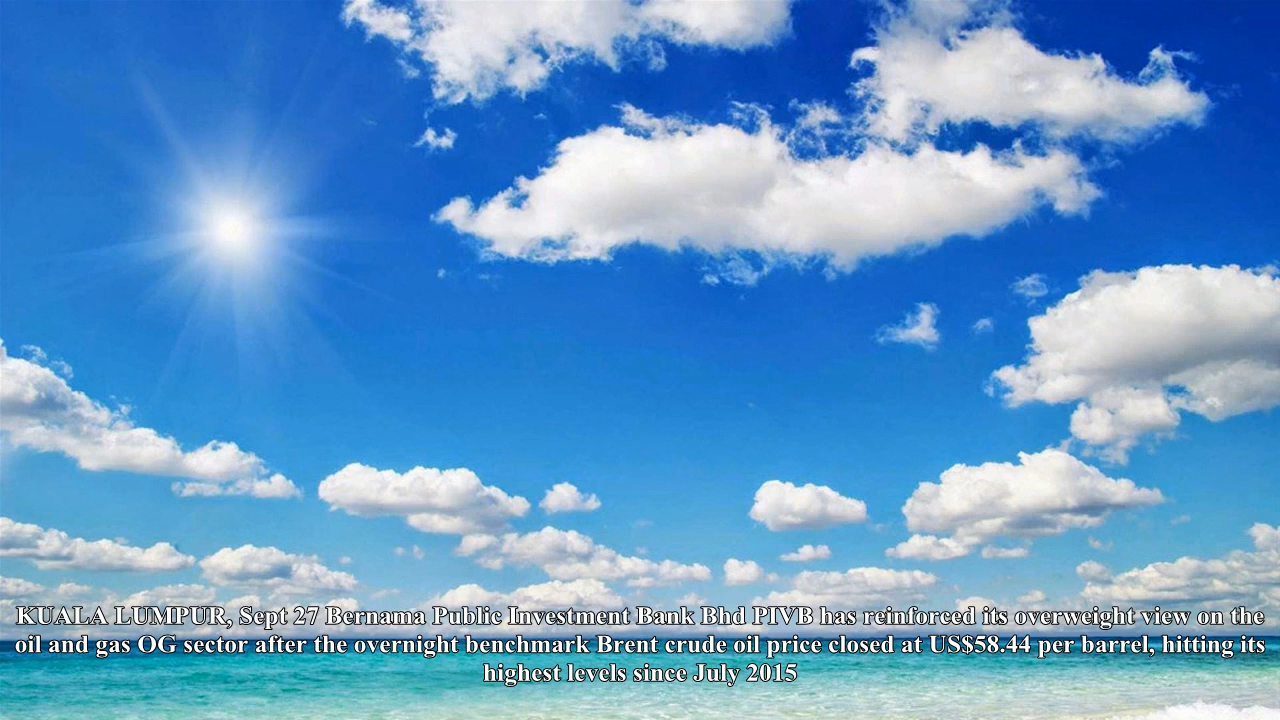 KUALA LUMPUR, Sept 27 Bernama Public Investment Bank Bhd PIVB has reinforced its overweight view on the
oil and gas OG sector after the overnight benchmark Brent crude oil price closed at US$58.44 per barrel, hitting its
highest levels since July 2015